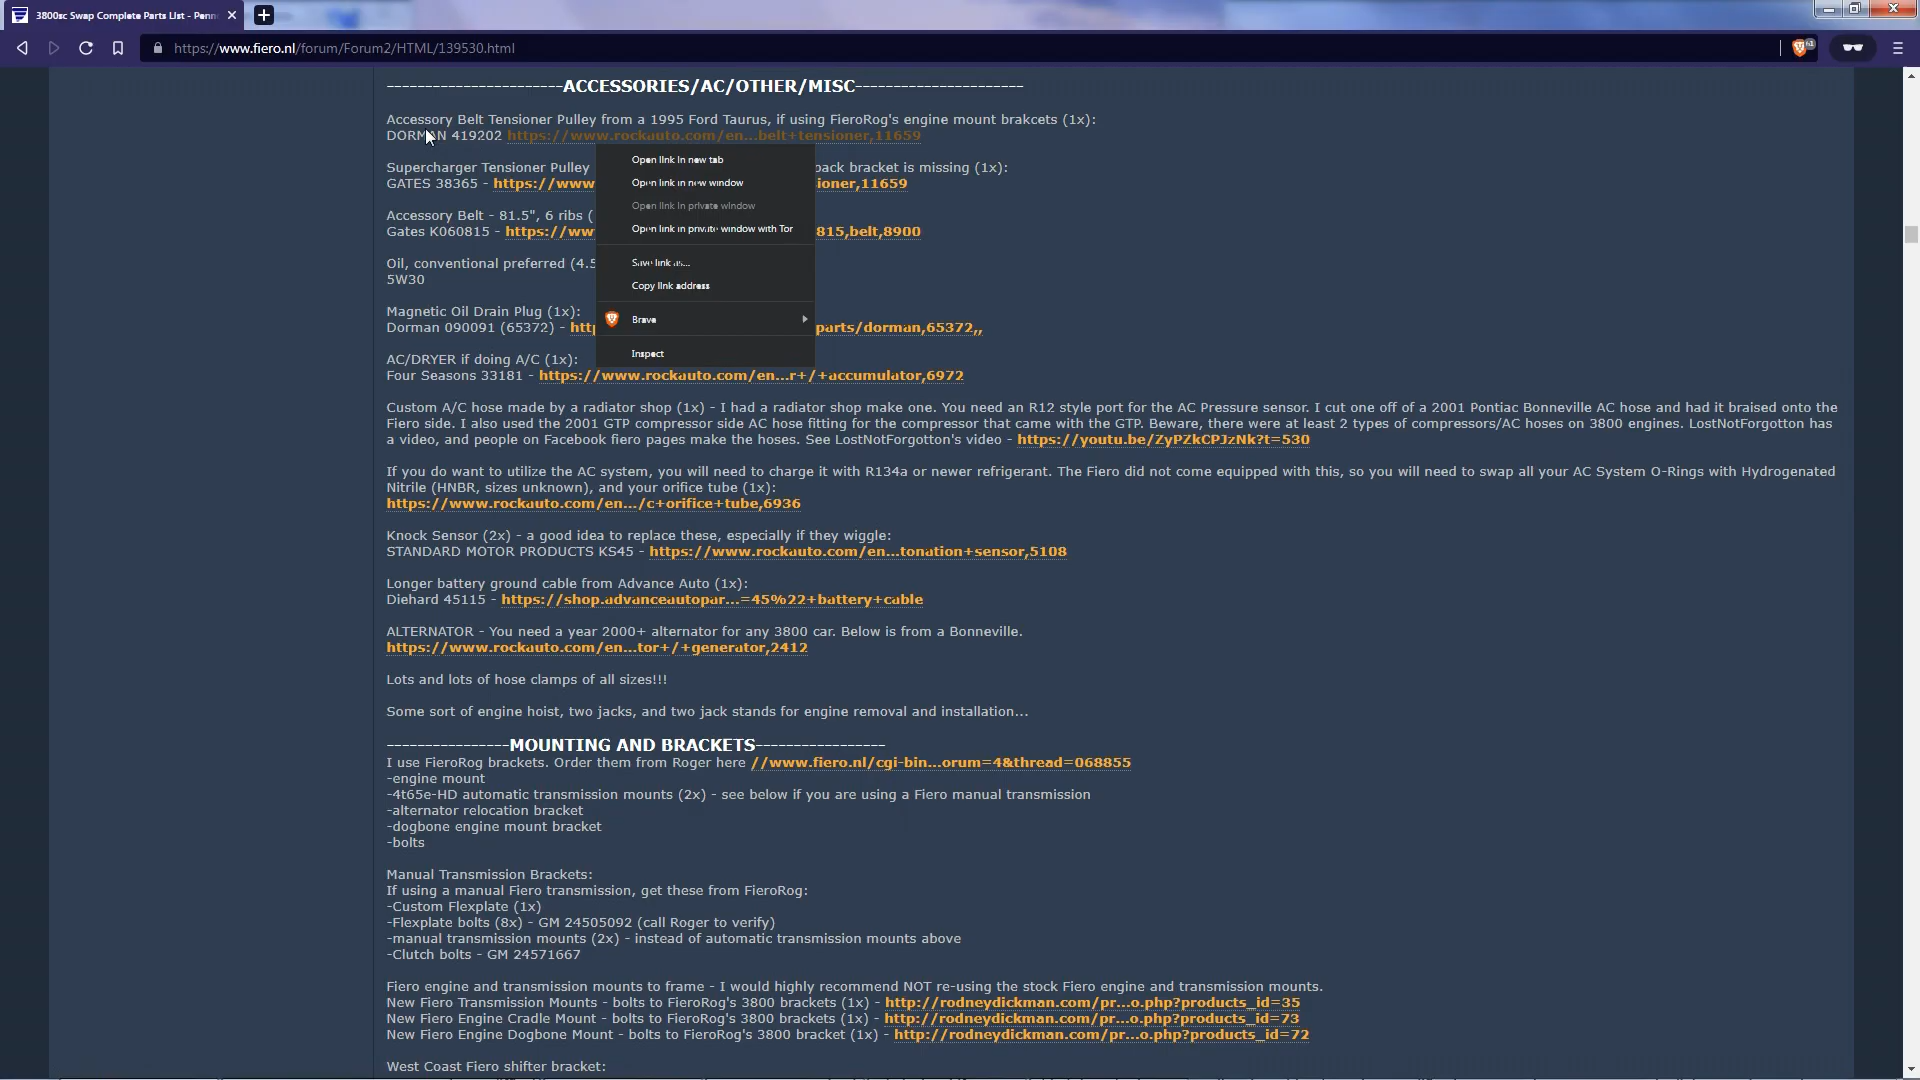 3800sc Swap Complete Parts List - Penn
https://www.fiero.nl/forum/Forum2/HTML/139530.html
-----------------------ACCESSORIES/AC/OTHER/MISC----------------------
Accessory Belt Tensioner Pulley from a 1995 Ford Taurus, if using FieroRog's engine mount brakcets (1x):
DORMAN 419202 https://www.rockauto.com/en...belt+tensioner,11659
Open link in new tab
Supercharger Tensioner Pulley back bracket is missing (1x):
Open link in new window
GATES 38365 - https://www ioner,11659
Open link in private window
Accessory Belt - 81.5", 6 ribs (
Open link in private window with Tor
Gates K060815 - https://ww 815,belt,8900
Oil, conventional preferred (4.5
Save link as...
5W30
Copy link address
Magnetic Oil Drain Plug (1x):
Brave
Dorman 090091 (65372) - http parts/dorman,65372,,
Inspect
AC/DRYER if doing A/C (1x):
Four Seasons 33181 - https://www.rockauto.com/en...r+/+accumulator,6972
Custom A/C hose made by a radiator shop (1x) - I had a radiator shop make one. You need an R12 style port for the AC Pressure sensor. I cut one off of a 2001 Pontiac Bonneville AC hose and had it braised onto the
Fiero side. I also used the 2001 GTP compressor side AC hose fitting for the compressor that came with the GTP. Beware, there were at least 2 types of compressors/AC hoses on 3800 engines. LostNotForgotton has
a video, and people on Facebook fiero pages make the hoses. See LostNotForgotton's video - https://youtu.be/ZyPZkCPJzNk?t=530
If you do want to utilize the AC system, you will need to charge it with R134a or newer refrigerant. The Fiero did not come equipped with this, so you will need to swap all your AC System O-Rings with Hydrogenated
Nitrile (HNBR, sizes unknown), and your orifice tube (1x):
https://www.rockauto.com/en.../c+orifice+tube,6936
Knock Sensor (2x) - a good idea to replace these, especially if they wiggle:
STANDARD MOTOR PRODUCTS KS45 - https://www.rockauto.com/en...tonation+sensor,5108
Longer battery ground cable from Advance Auto (1x):
Diehard 45115 - https://shop.advanceautopar...=45%22+battery+cable
ALTERNATOR - You need a year 2000+ alternator for any 3800 car. Below is from a Bonneville.
https://www.rockauto.com/en...tor+/+generator,2412
Lots and lots of hose clamps of all sizes!!!
Some sort of engine hoist, two jacks, and two jack stands for engine removal and installation...
----------------MOUNTING AND BRACKETS-----------------
I use FieroRog brackets. Order them from Roger here //www.fiero.nl/cgi-bin...orum=4&thread=068855
-engine mount
-4t65e-HD automatic transmission mounts (2x) - see below if you are using a Fiero manual transmission
-alternator relocation bracket
-dogbone engine mount bracket
-bolts
Manual Transmission Brackets:
If using a manual Fiero transmission, get these from FieroRog:
-Custom Flexplate (1x)
-Flexplate bolts (8x) - GM 24505092 (call Roger to verify)
-manual transmission mounts (2x) - instead of automatic transmission mounts above
-Clutch bolts - GM 24571667
Fiero engine and transmission mounts to frame - I would highly recommend NOT re-using the stock Fiero engine and transmission mounts.
New Fiero Transmission Mounts - bolts to FieroRog's 3800 brackets (1x) - http://rodneydickman.com/pr...o.php?products_id=35
New Fiero Engine Cradle Mount - bolts to FieroRog's 3800 brackets (1x) - http://rodneydickman.com/pr...o.php?products_id=73
New Fiero Engine Dogbone Mount - bolts to FieroRog's 3800 bracket (1x) - http://rodneydickman.com/pr...o.php?products_id=72
West Coast Fiero shifter bracket: